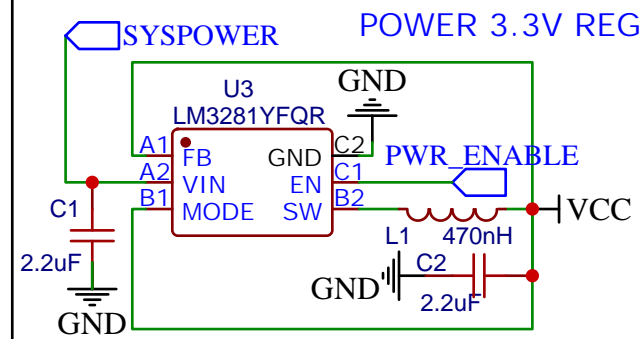 POWER 3.3V REG
SYSPOWER
U3
LM3281YFQR
GND
A1 FB GND C2
A2 VIN EN C1 PWR_ENABLE
B1 MODE SW B2
C1
2.2uF
GND
L1 470nH
VCC
GND C2
2.2uF